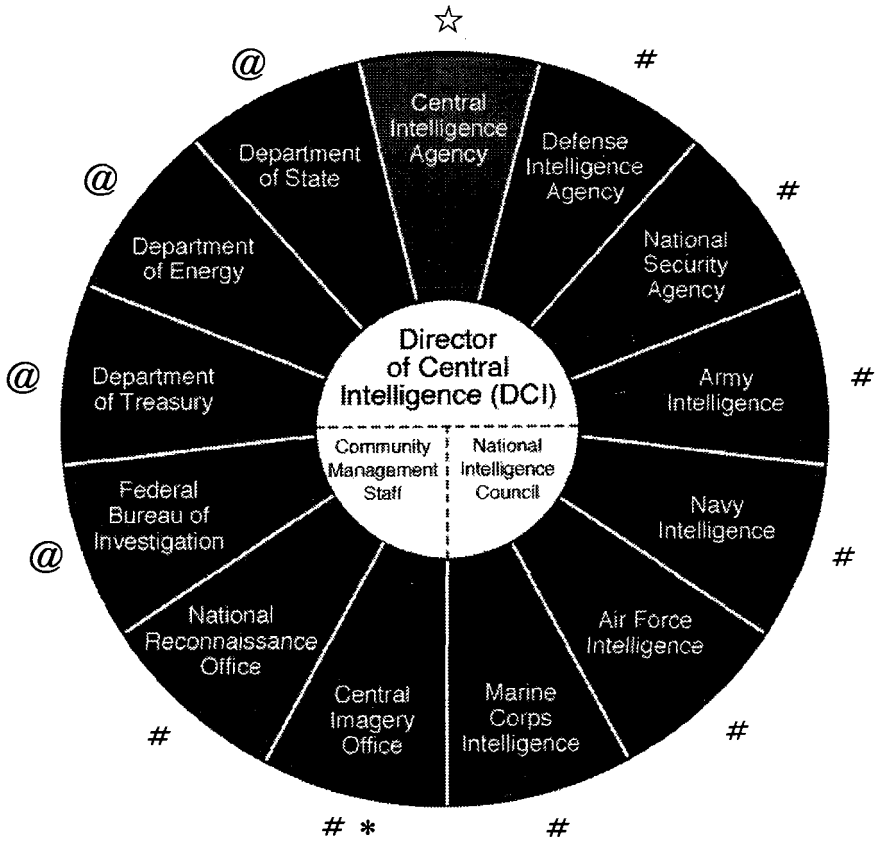 ☆
Central
Intelligence
Agency
#
Defense
Intelligence
Agency
#
National
Security
Agency
#
Army
Intelligence
#
Navy
Intelligence
#
Air Force
Intelligence
#
Marine
Corps
Intelligence
#
Central
Imagery
Office
# *
National
Reconnaissance
Office
#
Federal
Bureau of
Investigation
@
Department
of Treasury
@
Department
of Energy
@
Department
of State
@
Director
of Central
Intelligence (DCI)
Community
Management
Staff
National
Intelligence
Council